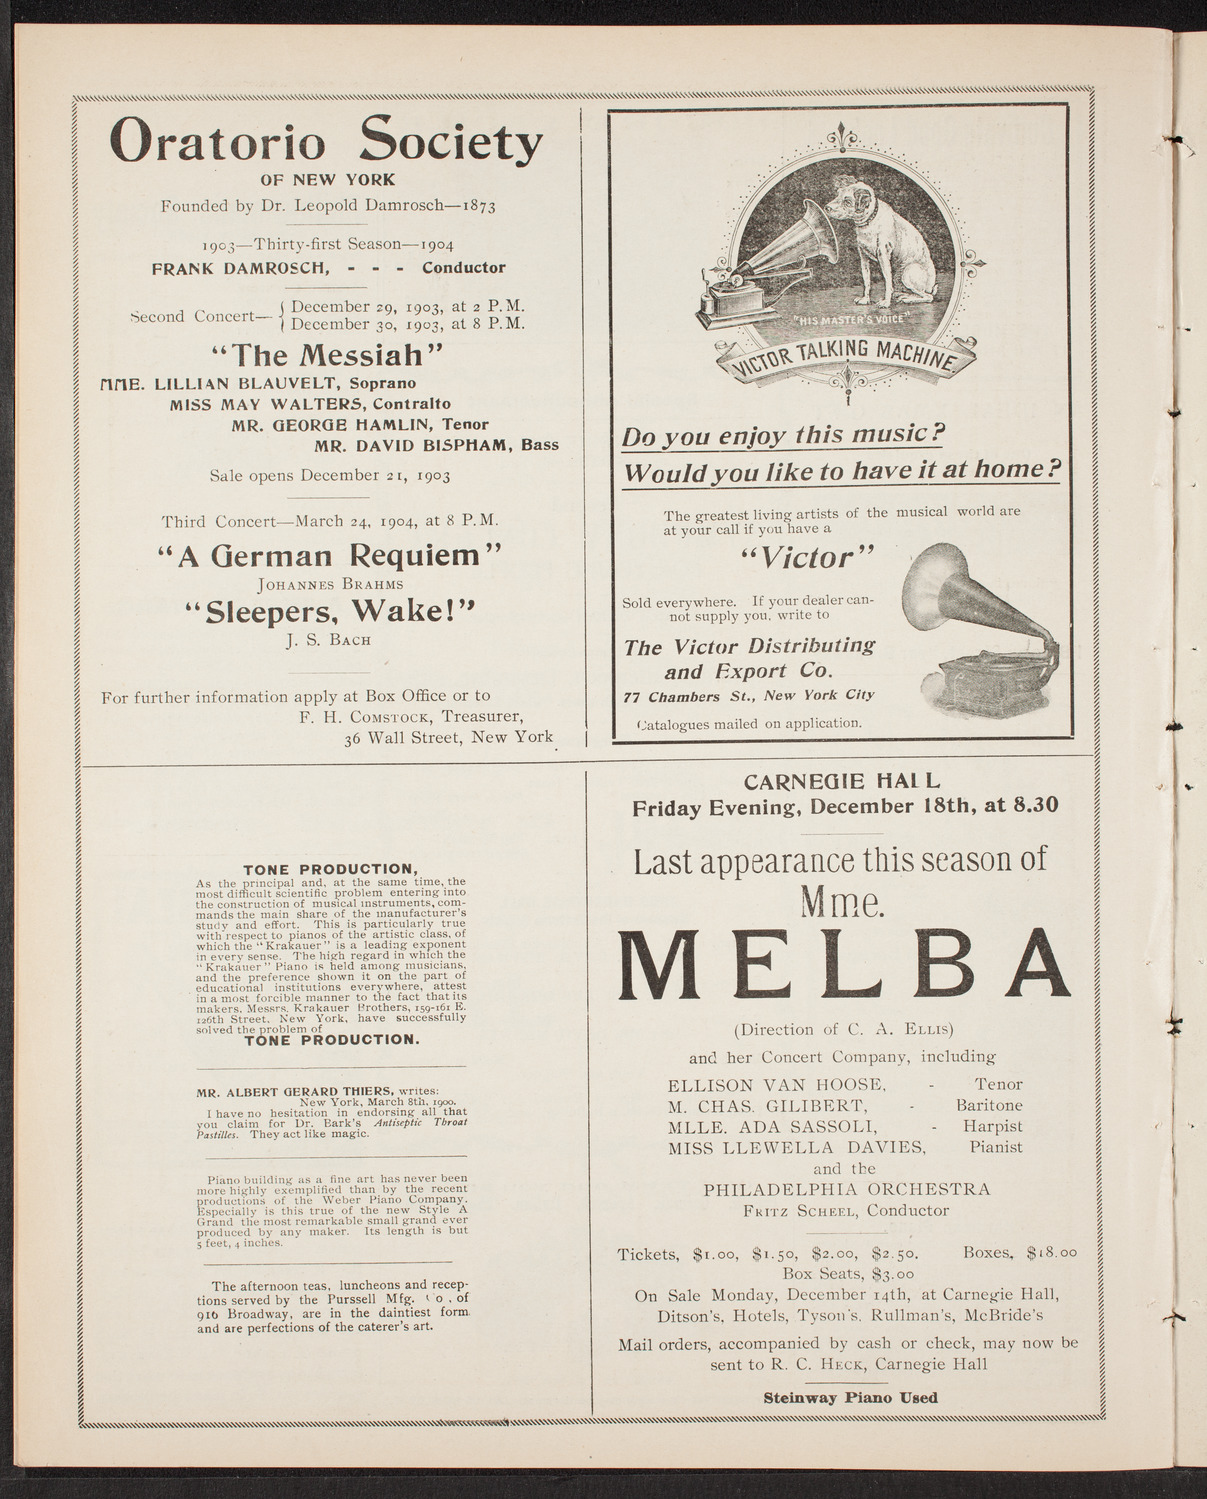 Oratorio Society
OF NEW YORK
Founded by Dr. Leopold Damrosch—1873
1903—Thirty-first Season—1904
FRANK DAMROSCH, - - - Conductor
Second Concert— { December 29, 1903, at 2 P.M.
{ December 30, 1903, at 8 P.M.
"The Messiah"
MME. LILLIAN BLAUVELT, Soprano
MISS MAY WALTERS, Contralto
MR. GEORGE HAMLIN, Tenor
MR. DAVID BISPHAM, Bass
Sale opens December 21, 1903
Third Concert—March 24, 1904, at 8 P.M.
"A German Requiem"
JOHANNES BRAHMS
"Sleepers, Wake!"
J. S. BACH
For further information apply at Box Office or to
F. H. COMSTOCK, Treasurer,
36 Wall Street, New York
"HIS MASTER'S VOICE"
VICTOR TALKING MACHINE.
Do you enjoy this music?
Would you like to have it at home?
The greatest living artists of the musical world are
at your call if you have a
"Victor"
Sold everywhere. If your dealer can-
not supply you, write to
The Victor Distributing
and Export Co.
77 Chambers St., New York City
Catalogues mailed on application.
TONE PRODUCTION,
As the principal and, at the same time, the
most difficult scientific problem entering into
the construction of musical instruments, com-
mands the main share of the manufacturer's
study and effort. This is particularly true
with respect to pianos of the artistic class, of
which the "Krakauer" is a leading exponent
in every sense. The high regard in which the
"Krakauer" Piano is held among musicians,
and the preference shown it on the part of
educational institutions everywhere, attest
in a most forcible manner to the fact that its
makers, Messrs. Krakauer Brothers, 159-161 E.
126th Street, New York, have successfully
solved the problem of
TONE PRODUCTION.
MR. ALBERT GERARD THIERS, writes:
New York, March 8th, 1900.
I have no hesitation in endorsing all that
you claim for Dr. Bark's Antiseptic Throat
Pastilles. They act like magic.
Piano building as a fine art has never been
more highly exemplified than by the recent
productions of the Weber Piano Company.
Especially is this true of the new Style A
Grand the most remarkable small grand ever
produced by any maker. Its length is but
5 feet, 4 inches.
The afternoon teas, luncheons and recep-
tions served by the Purssell Mfg. Co., of
916 Broadway, are in the daintiest form
and are perfections of the caterer's art.
CARNEGIE HALL
Friday Evening, December 18th, at 8.30
Last appearance this season of
Mme.
MELBA
(Direction of C. A. ELLIS)
and her Concert Company, including
ELLISON VAN HOOSE, - Tenor
M. CHAS. GILIBERT, - Baritone
MLLE. ADA SASSOLI, - Harpist
MISS LLEWELLA DAVIES, Pianist
and the
PHILADELPHIA ORCHESTRA
FRITZ SCHEEL, Conductor
Tickets, $1.00, $1.50, $2.00, $2.50. Boxes, $18.00
Box Seats, $3.00
On Sale Monday, December 14th, at Carnegie Hall,
Ditson's, Hotels, Tyson's, Rullman's, McBride's
Mail orders, accompanied by cash or check, may now be
sent to R. C. HECK, Carnegie Hall
Steinway Piano Used